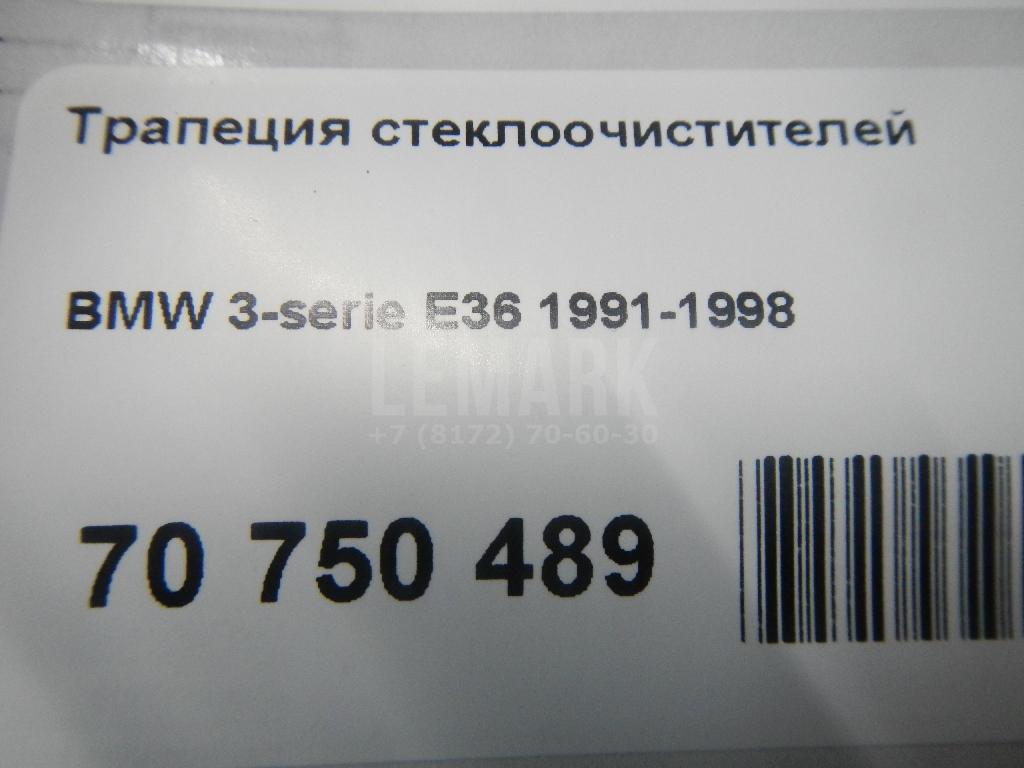 Трапеция стеклоочистителей
BMW 3-serie E36 1991-1998
LEMARK
+7 (8172) 70-60-30
70 750 489